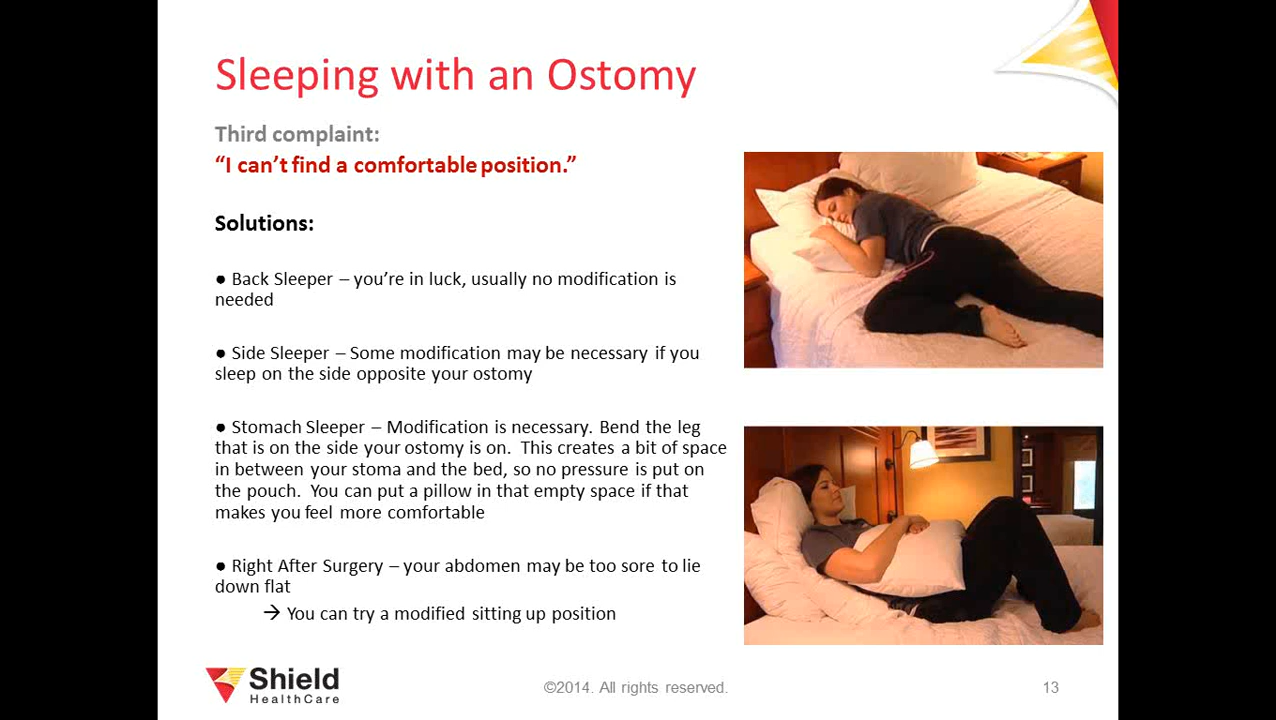 Sleeping with an Ostomy
Third complaint:
“I can’t find a comfortable position.”
Solutions:
● Back Sleeper – you’re in luck, usually no modification is
needed
● Side Sleeper – Some modification may be necessary if you
sleep on the side opposite your ostomy
● Stomach Sleeper – Modification is necessary. Bend the leg
that is on the side your ostomy is on.  This creates a bit of space
in between your stoma and the bed, so no pressure is put on
the pouch.  You can put a pillow in that empty space if that
makes you feel more comfortable
● Right After Surgery – your abdomen may be too sore to lie
down flat
→ You can try a modified sitting up position
Shield
HealthCare
©2014. All rights reserved.
13